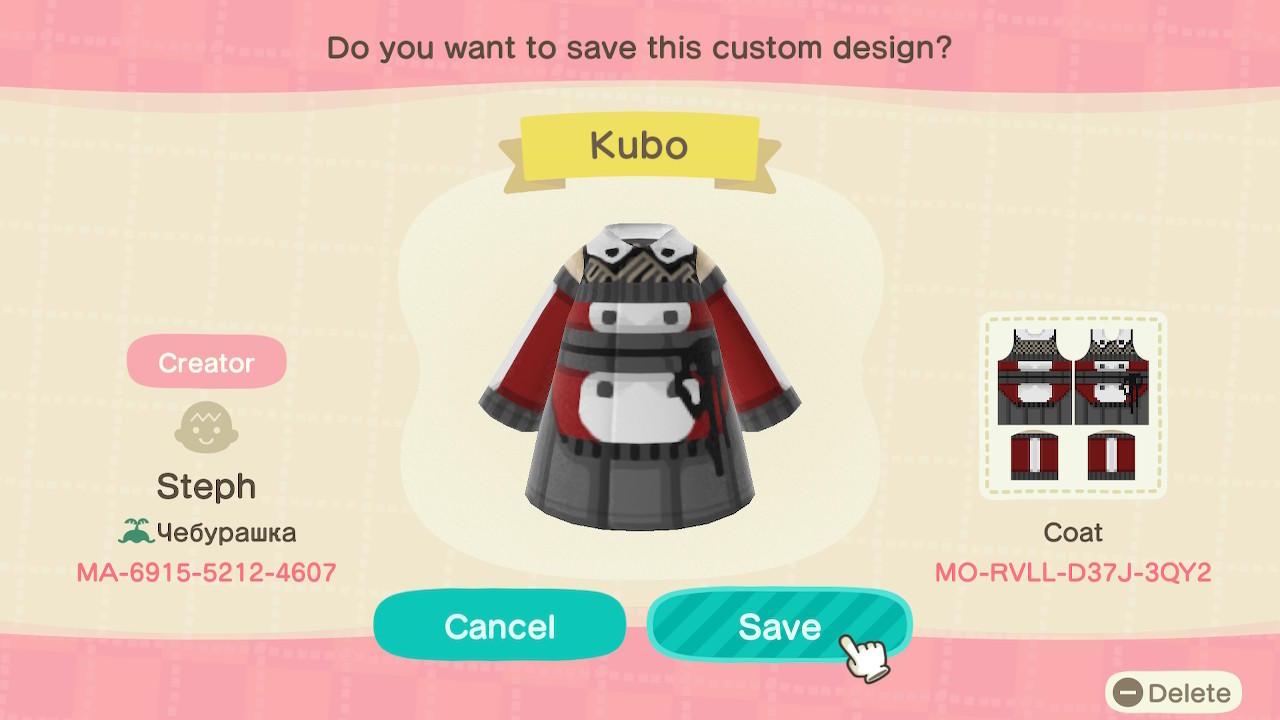 Do you want to save this custom design?
Kubo
Creator
Steph
Чебурашка
MA-6915-5212-4607
Coat
MO-RVLL-D37J-3QY2
Cancel
Save
Delete